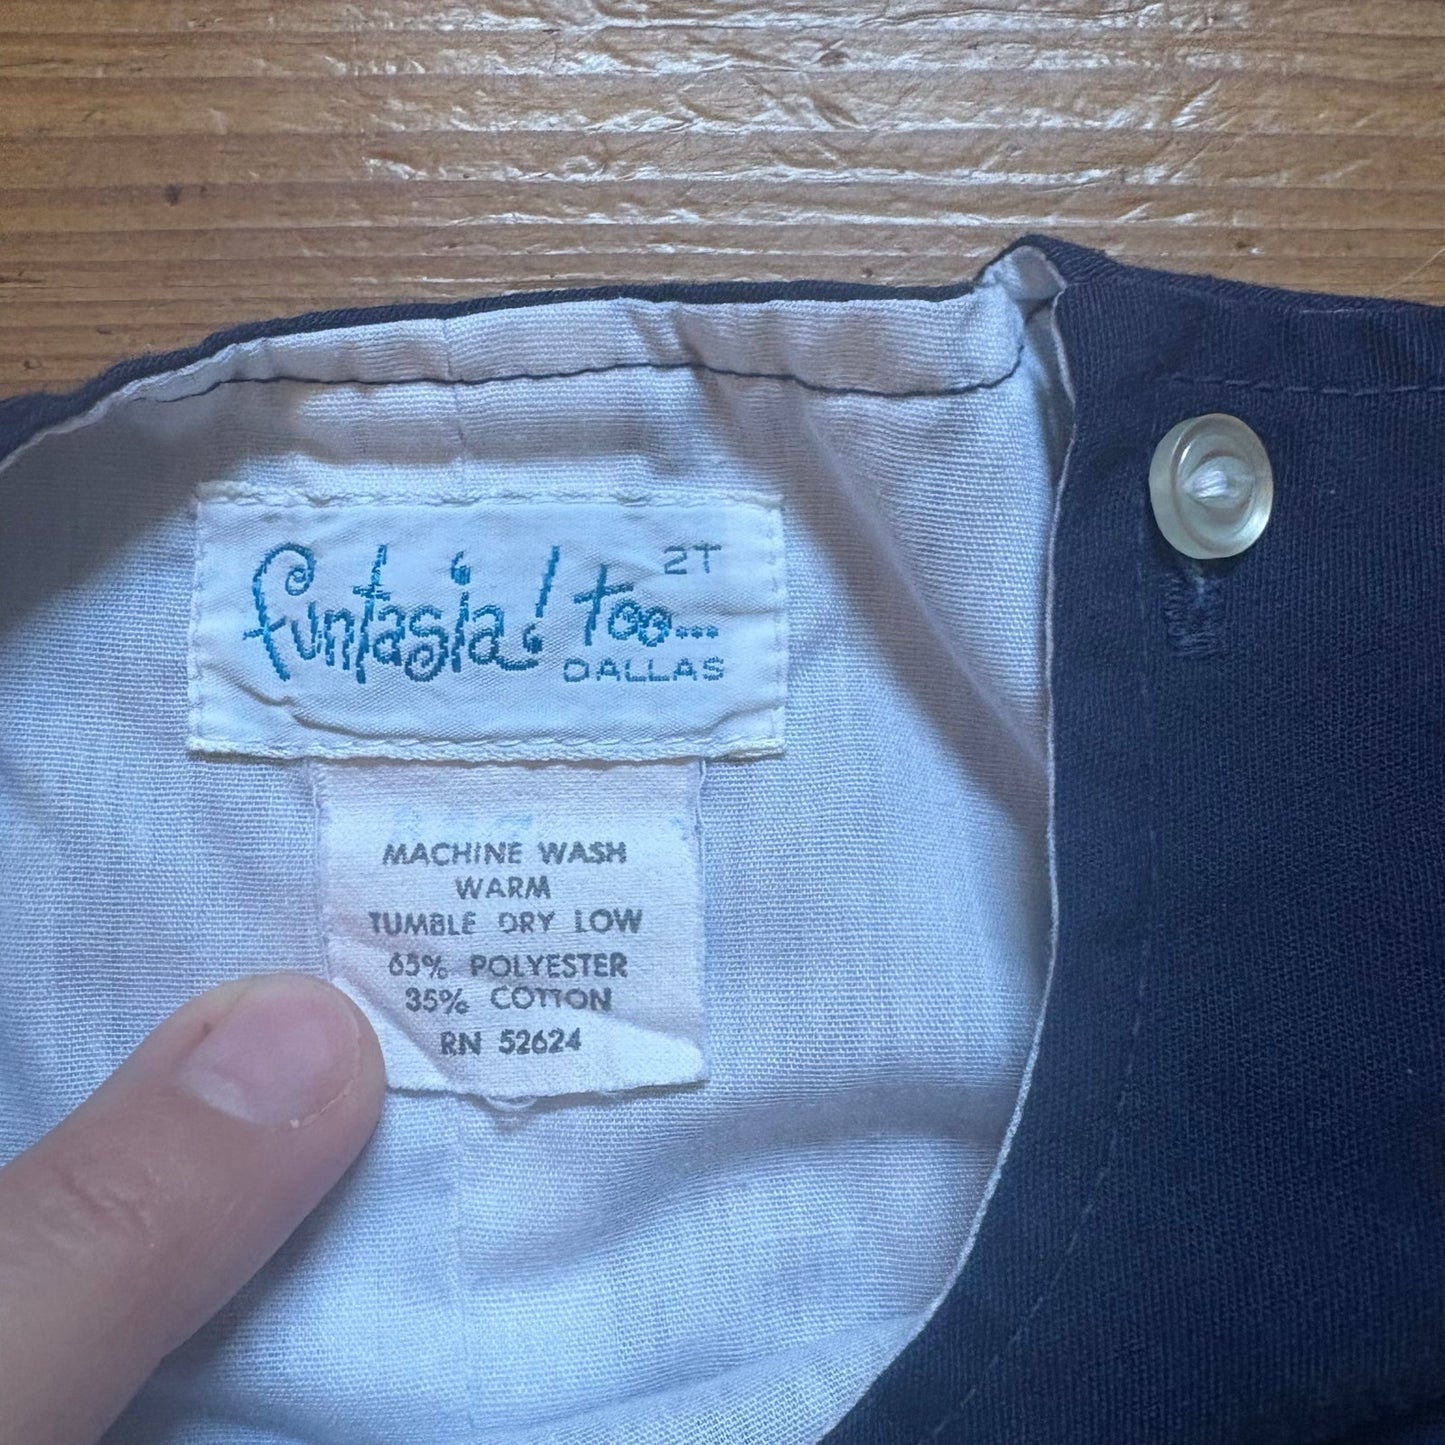 funtasia! too... 2T
DALLAS
MACHINE WASH
WARM
TUMBLE DRY LOW
65% POLYESTER
35% COTTON
RN 52624